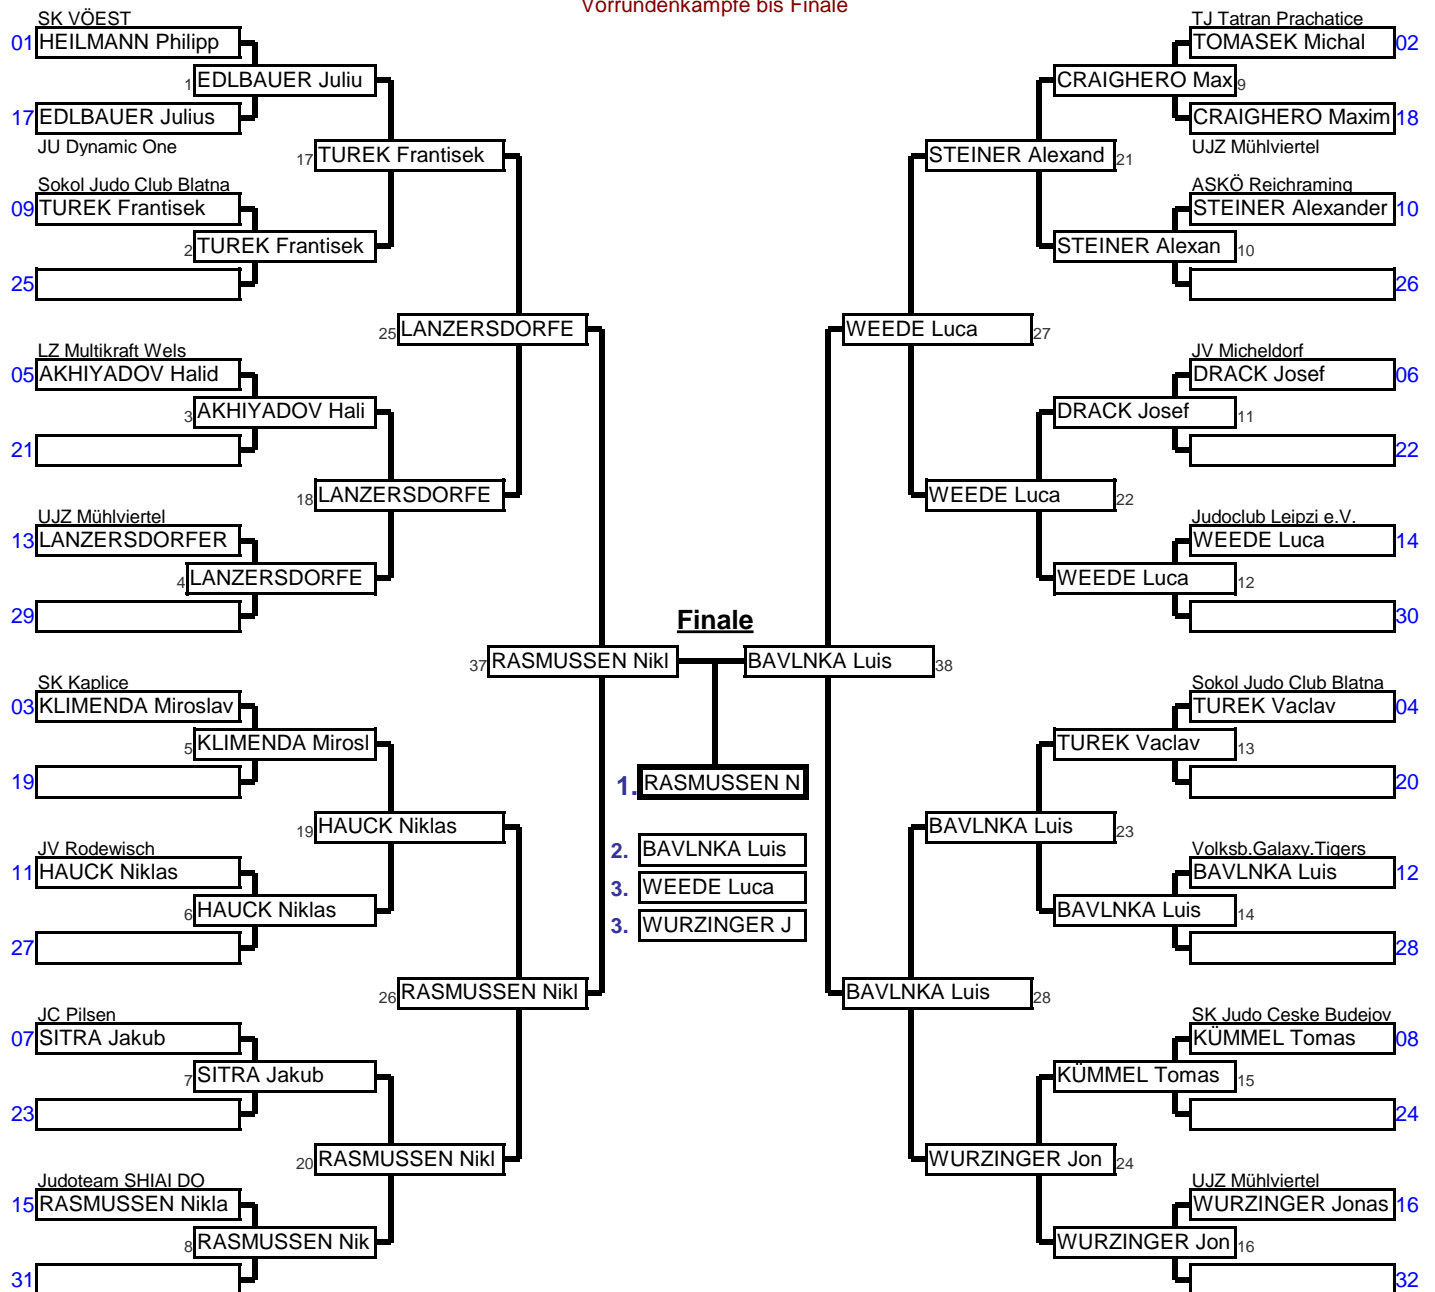 Vorrundenkämpfe bis Finale
SK VÖEST
01 HEILMANN Philipp
1 EDLBAUER Juliu
17 EDLBAUER Julius
JU Dynamic One
17 TUREK Frantisek
Sokol Judo Club Blatna
09 TUREK Frantisek
2 TUREK Frantisek
25
25 LANZERSDORFE
LZ Multikraft Wels
05 AKHIYADOV Halid
3 AKHIYADOV Hali
21
18 LANZERSDORFE
UJZ Mühlviertel
13 LANZERSDORFER
4 LANZERSDORFE
29
37 RASMUSSEN Nikl
SK Kaplice
03 KLIMENDA Miroslav
5 KLIMENDA Mirosl
19
19 HAUCK Niklas
JV Rodewisch
11 HAUCK Niklas
6 HAUCK Niklas
27
26 RASMUSSEN Nikl
JC Pilsen
07 SITRA Jakub
7 SITRA Jakub
23
20 RASMUSSEN Nikl
Judoteam SHIAI DO
15 RASMUSSEN Nikla
8 RASMUSSEN Nik
31
Finale
1. RASMUSSEN N
2. BAVLNKA Luis
3. WEEDE Luca
3. WURZINGER J
TJ Tatran Prachatice
TOMASEK Michal 02
CRAIGHERO Max 9
CRAIGHERO Maxim 18
UJZ Mühlviertel
STEINER Alexand 21
ASKÖ Reichraming
STEINER Alexander 10
STEINER Alexan 10
26
WEEDE Luca 27
JV Micheldorf
DRACK Josef 06
DRACK Josef 11
22
WEEDE Luca 22
Judoclub Leipzi e.V.
WEEDE Luca 14
WEEDE Luca 12
30
BAVLNKA Luis 38
Sokol Judo Club Blatna
TUREK Vaclav 04
TUREK Vaclav 13
20
BAVLNKA Luis 23
Volksb.Galaxy.Tigers
BAVLNKA Luis 12
BAVLNKA Luis 14
28
BAVLNKA Luis 28
SK Judo Ceske Budejov
KÜMMEL Tomas 08
KÜMMEL Tomas 15
24
WURZINGER Jon 24
UJZ Mühlviertel
WURZINGER Jonas 16
WURZINGER Jon 16
32